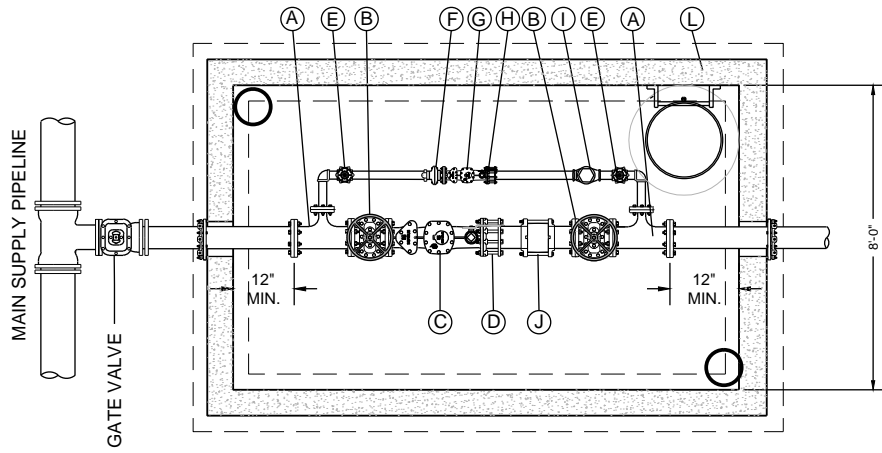 A E B F G H B I E A L
MAIN SUPPLY PIPELINE
GATE VALVE
12"
MIN.
12"
MIN.
8'-0"
C D J